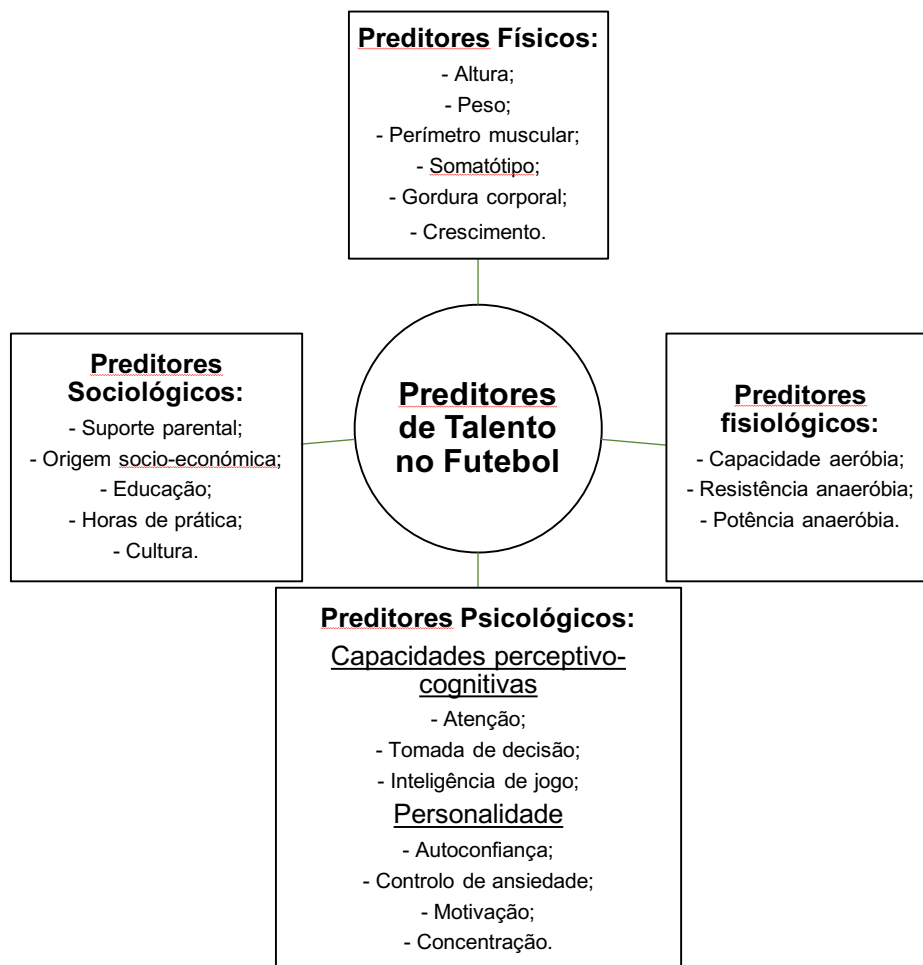 Preditores Físicos:
- Altura;
- Peso;
- Perímetro muscular;
- Somatótipo;
- Gordura corporal;
- Crescimento.
Preditores
Sociológicos:
- Suporte parental;
- Origem socio-económica;
- Educação;
- Horas de prática;
- Cultura.
Preditores
de Talento
no Futebol
Preditores
fisiológicos:
- Capacidade aeróbia;
- Resistência anaeróbia;
- Potência anaeróbia.
Preditores Psicológicos:
Capacidades perceptivo-
cognitivas
- Atenção;
- Tomada de decisão;
- Inteligência de jogo;
Personalidade
- Autoconfiança;
- Controlo de ansiedade;
- Motivação;
- Concentração.